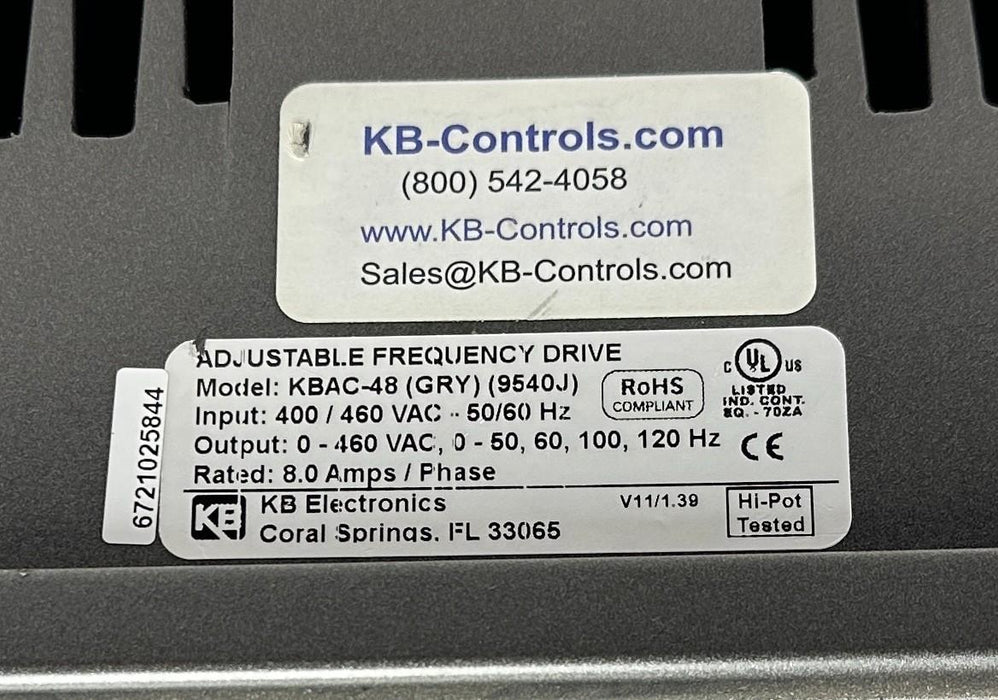 KB-Controls.com
(800) 542-4058
www.KB-Controls.com
Sales@KB-Controls.com
ADJUSTABLE FREQUENCY DRIVE
Model: KBAC-48 (GRY) (9540J)
Input: 400 / 460 VAC - 50/60 Hz
Output: 0 - 460 VAC, 0 - 50, 60, 100, 120 Hz
Rated: 8.0 Amps / Phase
RoHS
COMPLIANT
C UL US
LISTED
IND. CONT.
EQ. - 70ZA
CE
6721025844
KB
KB Electronics
Coral Springs, FL 33065
V11/1.39
Hi-Pot
Tested